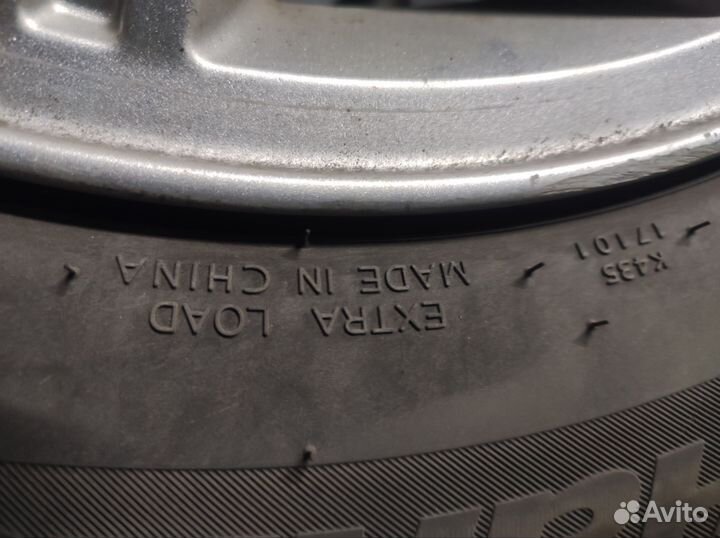 EXTRA LOAD
MADE IN CHINA
K435
17101
Avito